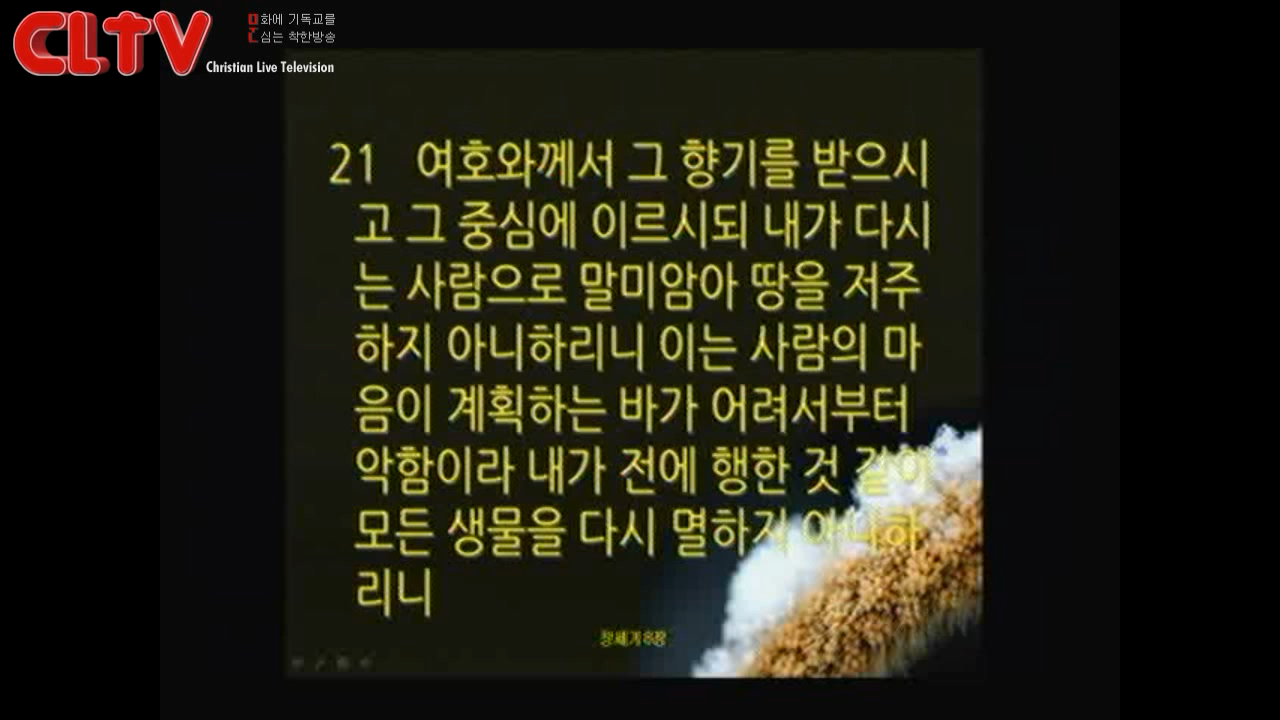 CLTV
문화에 기독교를
심는 착한방송
Christian Live Television
21 여호와께서 그 향기를 받으시
고 그 중심에 이르시되 내가 다시
는 사람으로 말미암아 땅을 저주
하지 아니하리니 이는 사람의 마
음이 계획하는 바가 어려서부터
악함이라 내가 전에 행한 것 같이
모든 생물을 다시 멸하지 아니하
리니
창세기 8장